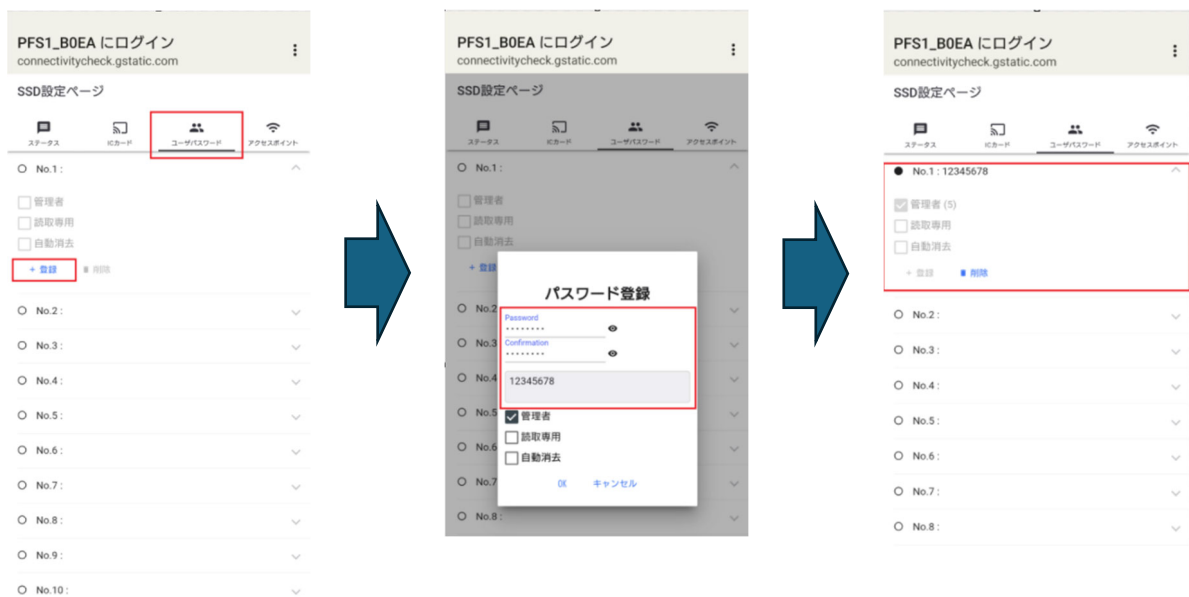 PFS1_B0EA にログイン
connectivitycheck.gstatic.com
SSD設定ページ
ステータス
ICカード
ユーザパスワード
アクセスポイント
No.1 :
管理者
読取専用
自動消去
+ 登録
削除
No.2 :
No.3 :
No.4 :
No.5 :
No.6 :
No.7 :
No.8 :
No.9 :
No.10 :
PFS1_B0EA にログイン
connectivitycheck.gstatic.com
SSD設定ページ
ステータス
ICカード
ユーザパスワード
アクセスポイント
No.1 :
管理者
読取専用
自動消去
+ 登録
No.2
No.3
No.4
No.5
No.6
No.7
No.8 :
パスワード登録
Password
Confirmation
12345678
管理者
読取専用
自動消去
OK
キャンセル
PFS1_B0EA にログイン
connectivitycheck.gstatic.com
SSD設定ページ
ステータス
ICカード
ユーザパスワード
アクセスポイント
No.1 : 12345678
管理者 (5)
読取専用
自動消去
+ 登録
削除
No.2 :
No.3 :
No.4 :
No.5 :
No.6 :
No.7 :
No.8 :